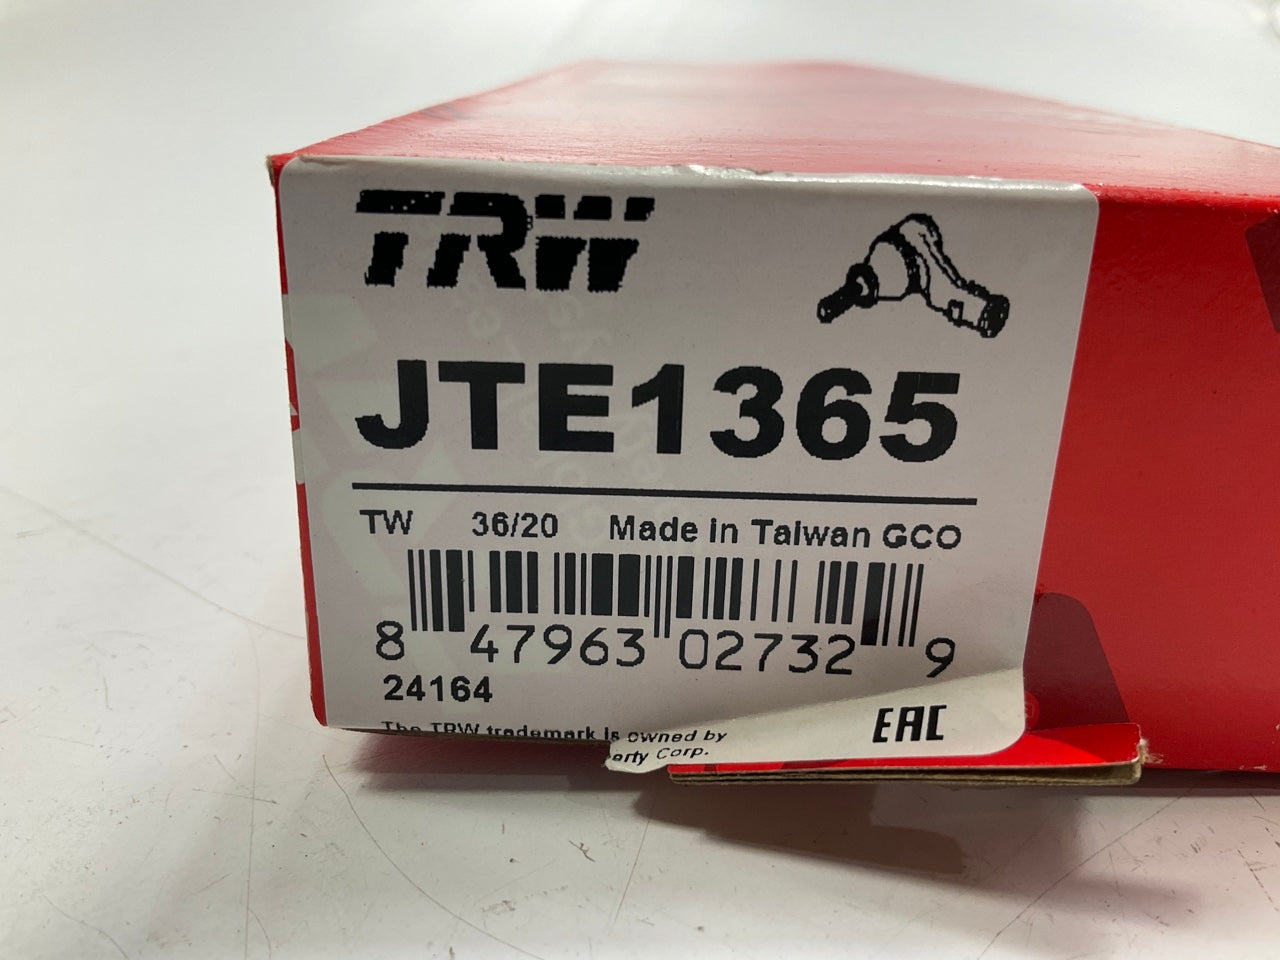 TRW
JTE1365
TW 36/20 Made in Taiwan GCO
8 47963 02732 9
24164
The TRW trademark is owned by
erty Corp.
EAC